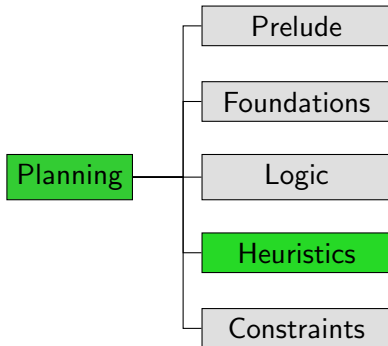 Prelude
Foundations
Planning
Logic
Heuristics
Constraints